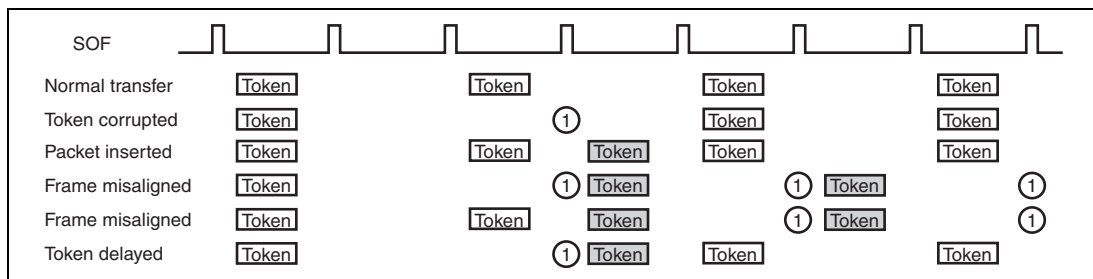 SOF
Normal transfer Token Token Token Token
Token corrupted Token 1 Token Token
Packet inserted Token Token Token Token Token
Frame misaligned Token 1 Token 1 Token 1
Frame misaligned Token Token Token 1 Token 1
Token delayed Token 1 Token Token Token